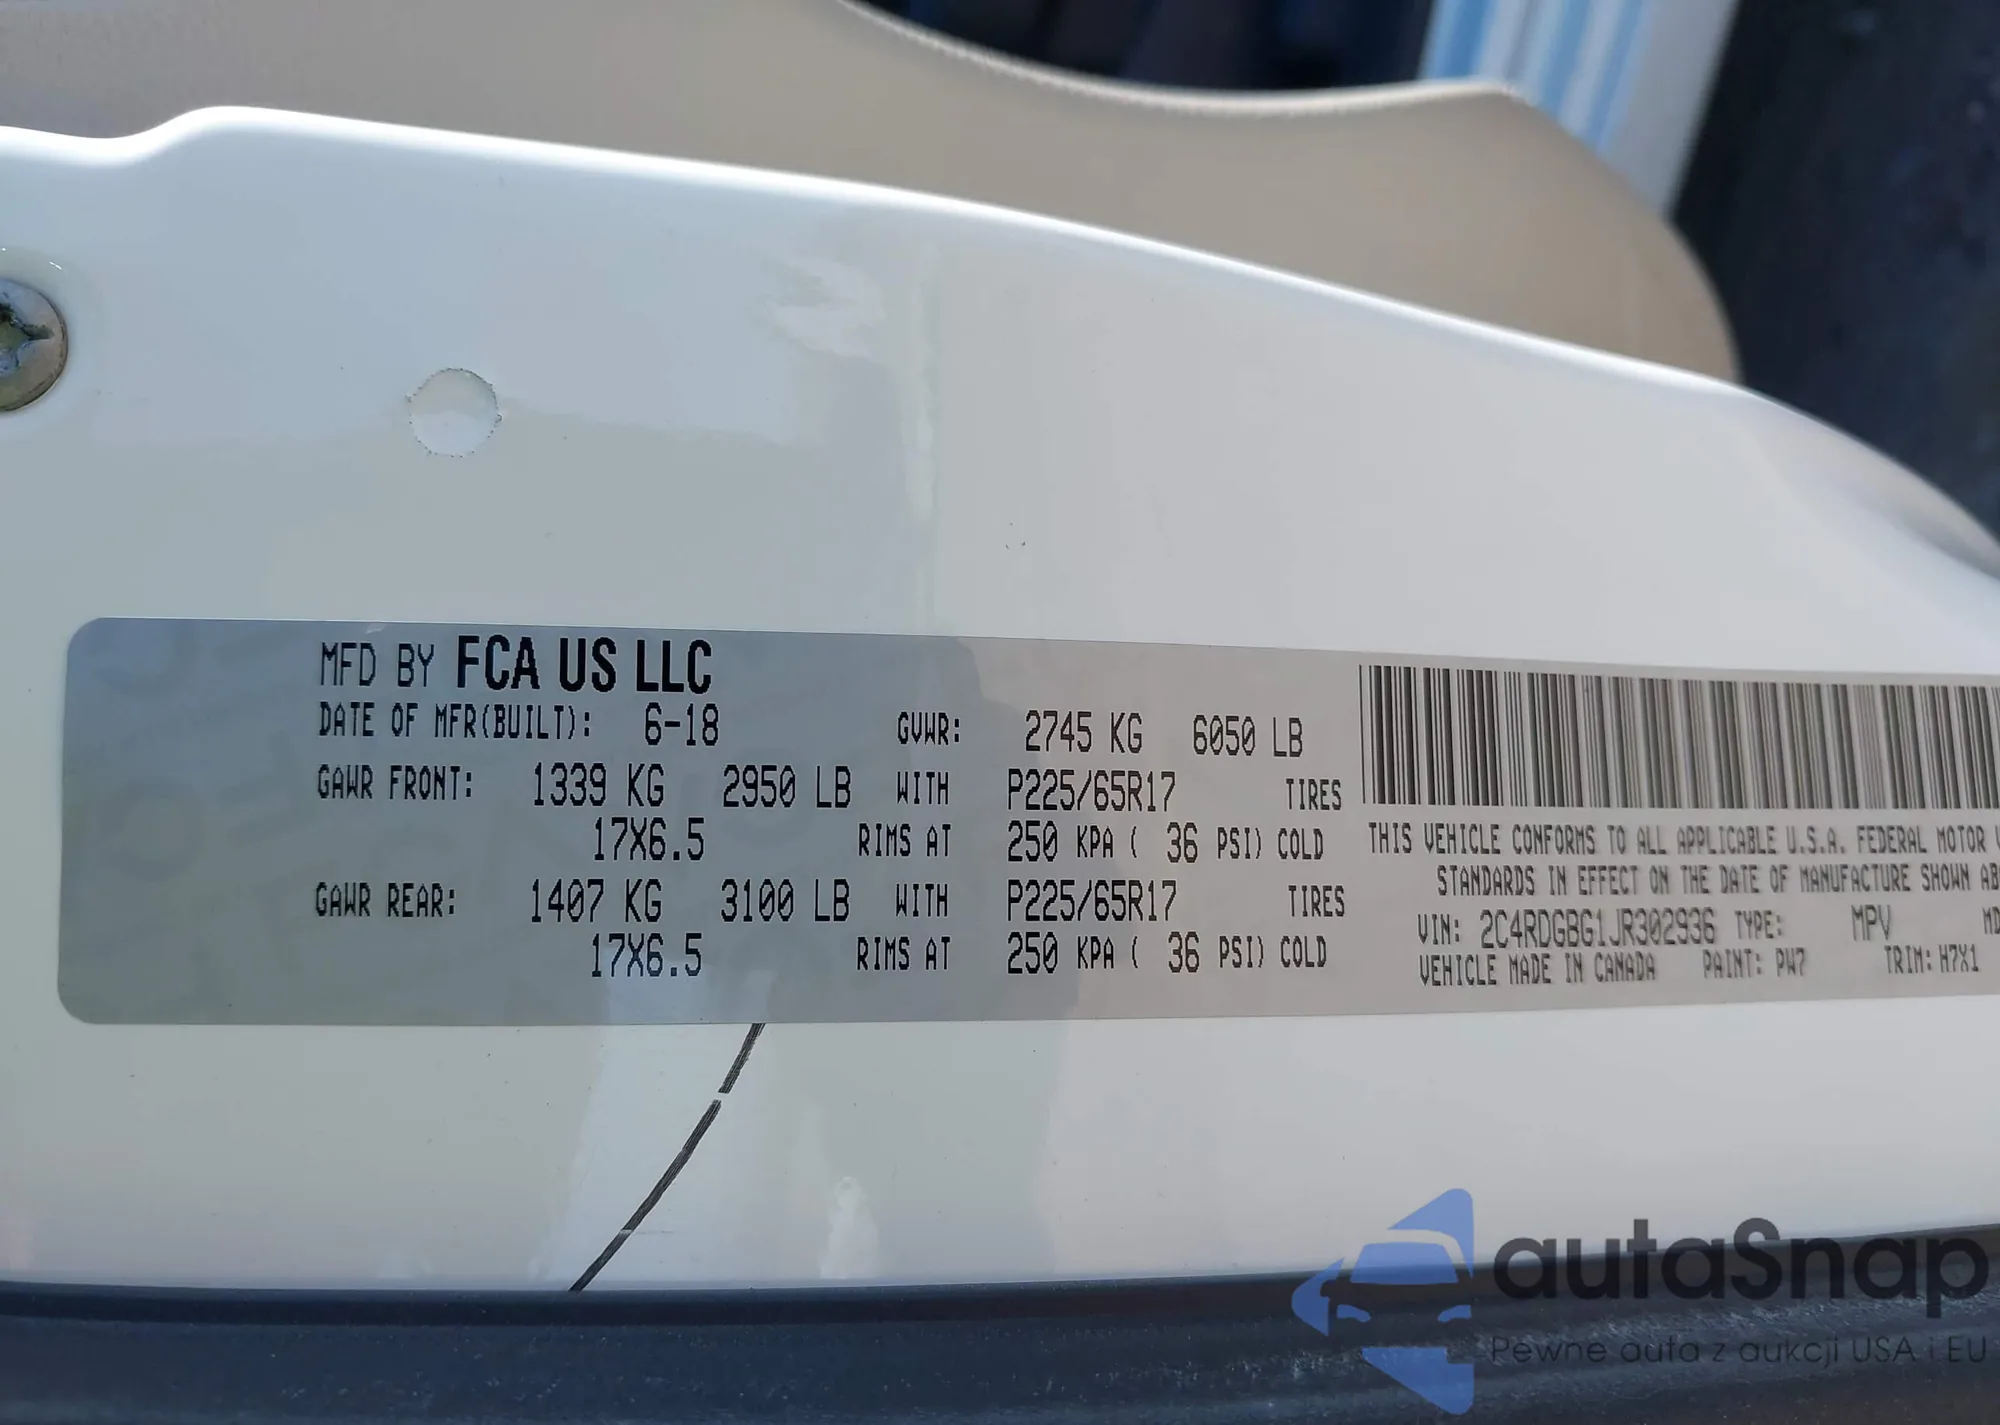 MFD BY FCA US LLC
DATE OF MFR(BUILT): 6-18 GVWR: 2745 KG 6050 LB
GAWR FRONT: 1339 KG 2950 LB WITH P225/65R17 TIRES
17X6.5 RIMS AT 250 KPA ( 36 PSI) COLD
GAWR REAR: 1407 KG 3100 LB WITH P225/65R17 TIRES
17X6.5 RIMS AT 250 KPA ( 36 PSI) COLD
THIS VEHICLE CONFORMS TO ALL APPLICABLE U.S.A. FEDERAL MOTOR
STANDARDS IN EFFECT ON THE DATE OF MANUFACTURE SHOWN AB
VIN: 2C4RDGBG1JR302936 TYPE: MPV MD
VEHICLE MADE IN CANADA PAINT: PW7 TRIM: H7X1
autaSnap
Pewne auta z aukcji USA i EU